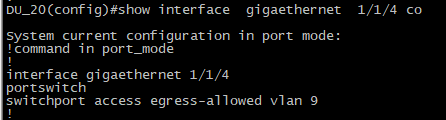 DU_20(config)#show interface  gigaethernet  1/1/4 co
System current configuration in port mode:
!command in port_mode
!
interface gigaethernet 1/1/4
portswitch
switchport access egress-allowed vlan 9
!